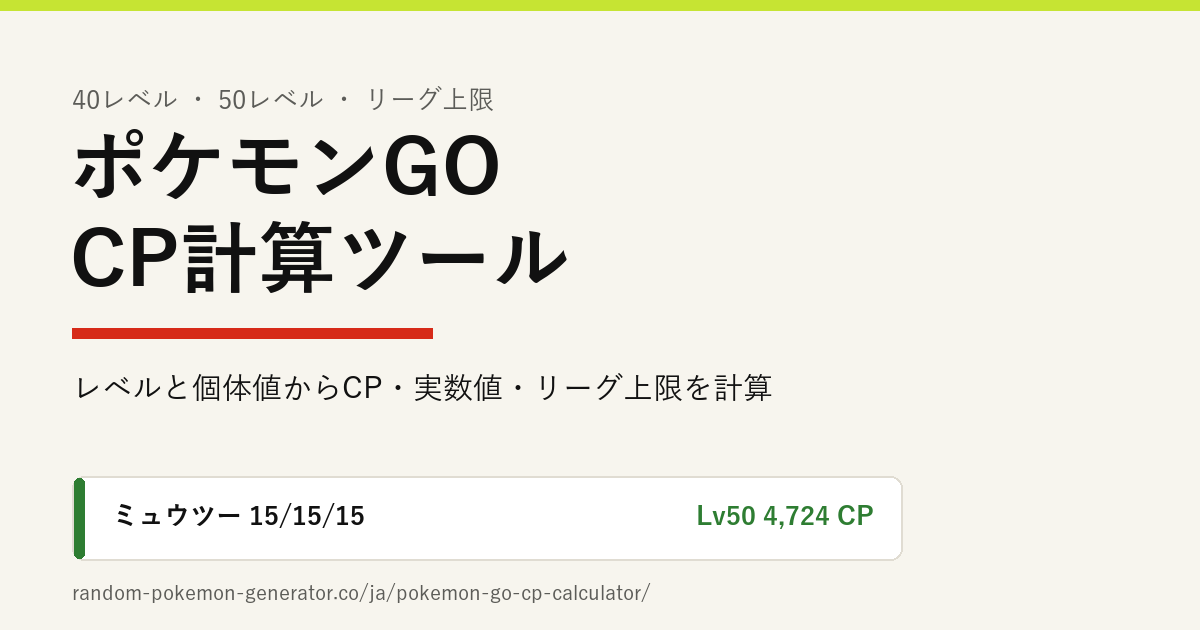 40レベル ・ 50レベル ・ リーグ上限
ポケモンGO
CP計算ツール
レベルと個体値からCP・実数値・リーグ上限を計算
ミュウツー 15/15/15
Lv50 4,724 CP
random-pokemon-generator.co/ja/pokemon-go-cp-calculator/